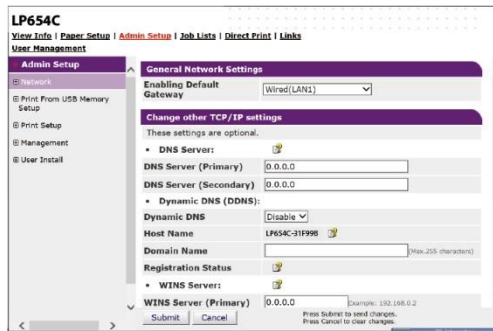 LP654C
View Info | Paper Setup | Admin Setup | Job Lists | Direct Print | Links
User Management
Admin Setup
Network
Print From USB Memory
Setup
Print Setup
Management
User Install
General Network Settings
Enabling Default
Gateway
Wired(LAN1)
Change other TCP/IP settings
These settings are optional.
• DNS Server:
DNS Server (Primary) 0.0.0.0
DNS Server (Secondary) 0.0.0.0
• Dynamic DNS (DDNS):
Dynamic DNS Disable
Host Name LP654C-31F998
Domain Name (Max.255 characters)
Registration Status
• WINS Server:
WINS Server (Primary) 0.0.0.0 Example: 192.168.0.2
Submit Cancel
Press Submit to send changes.
Press Cancel to clear changes.